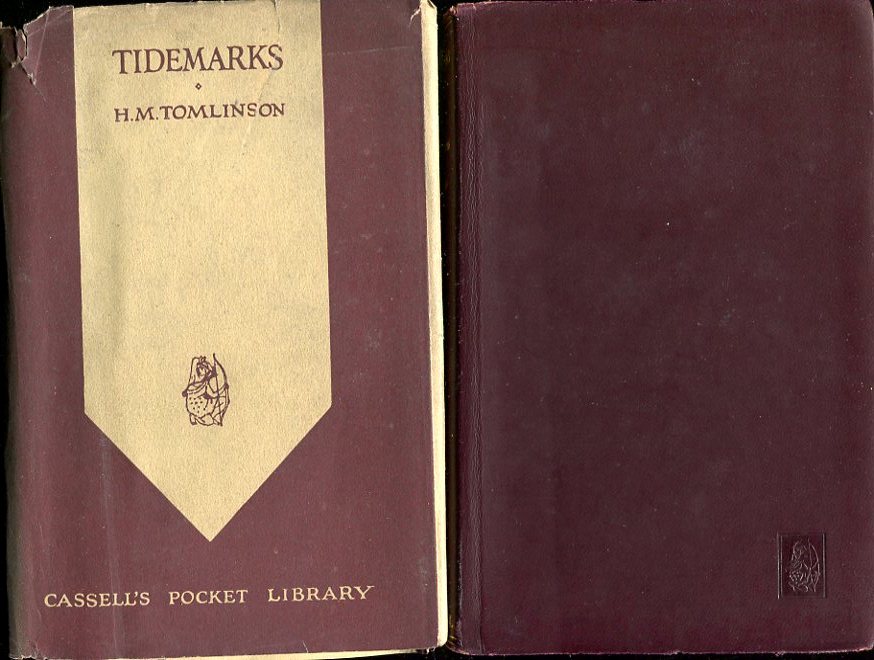 TIDEMARKS
H.M.TOMLINSON
CASSELL'S POCKET LIBRARY